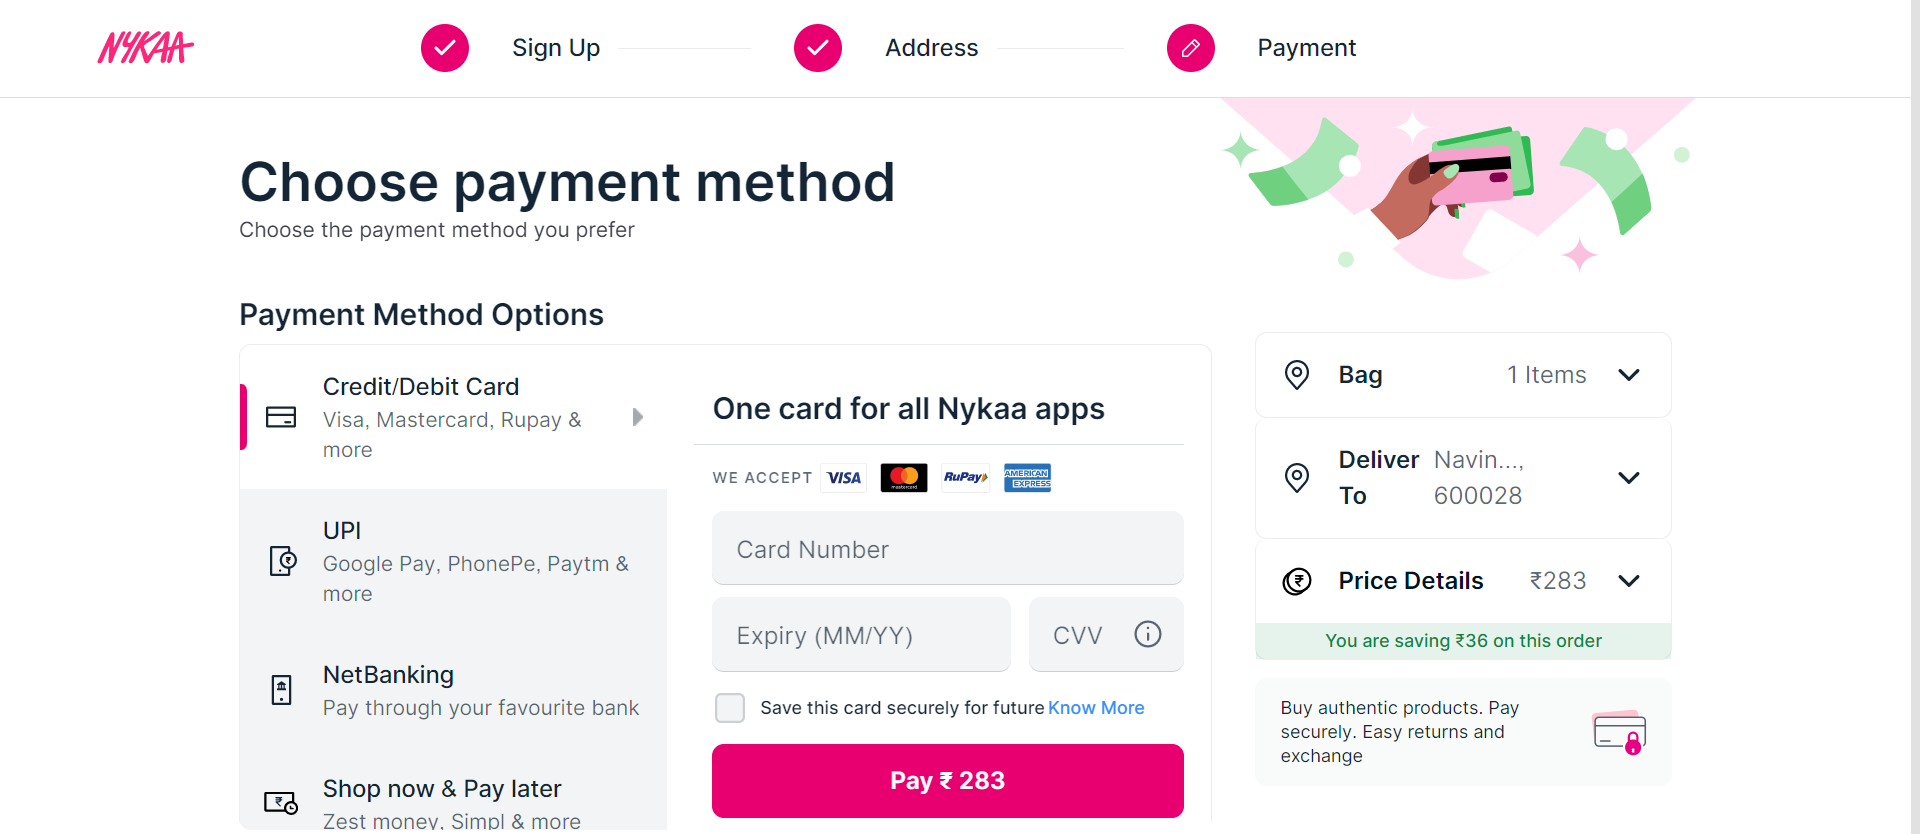 NYKAA
Sign Up
Address
Payment
Choose payment method
Choose the payment method you prefer
Payment Method Options
Credit/Debit Card
Visa, Mastercard, Rupay &
more
UPI
Google Pay, PhonePe, Paytm &
more
NetBanking
Pay through your favourite bank
Shop now & Pay later
Zest money, Simpl & more
One card for all Nykaa apps
WE ACCEPT VISA mastercard RuPay AMERICAN EXPRESS
Card Number
Expiry (MM/YY) CVV
Save this card securely for future Know More
Pay ₹ 283
Bag 1 Items
Deliver To Navin..., 600028
Price Details ₹283
You are saving ₹36 on this order
Buy authentic products. Pay
securely. Easy returns and
exchange